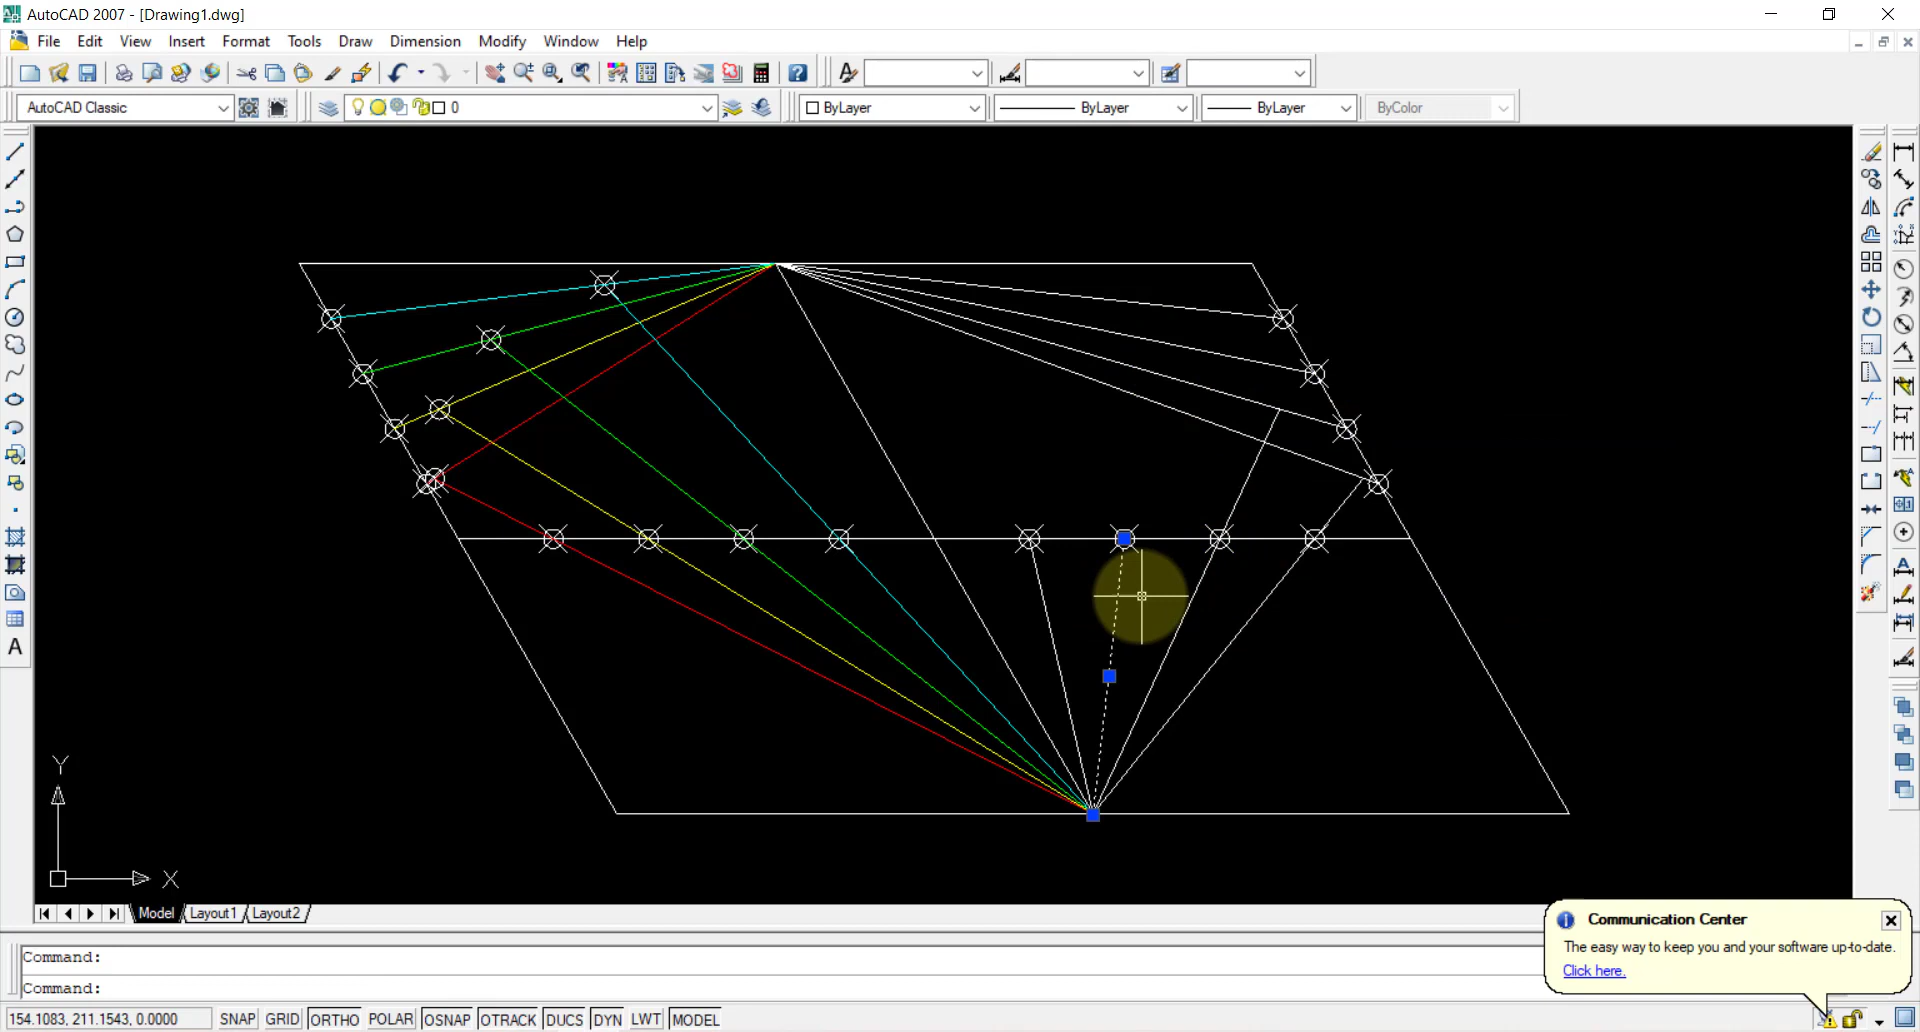 AutoCAD 2007 - [Drawing1.dwg]
File Edit View Insert Format Tools Draw Dimension Modify Window Help
AutoCAD Classic 0 ByLayer ByLayer ByLayer ByColor
A
Y
X
Model Layout1 Layout2
Command:
Command:
Communication Center
The easy way to keep you and your software up-to-date.
Click here.
154.1083, 211.1543, 0.0000 SNAP GRID ORTHO POLAR OSNAP OTRACK DUCS DYN LWT MODEL